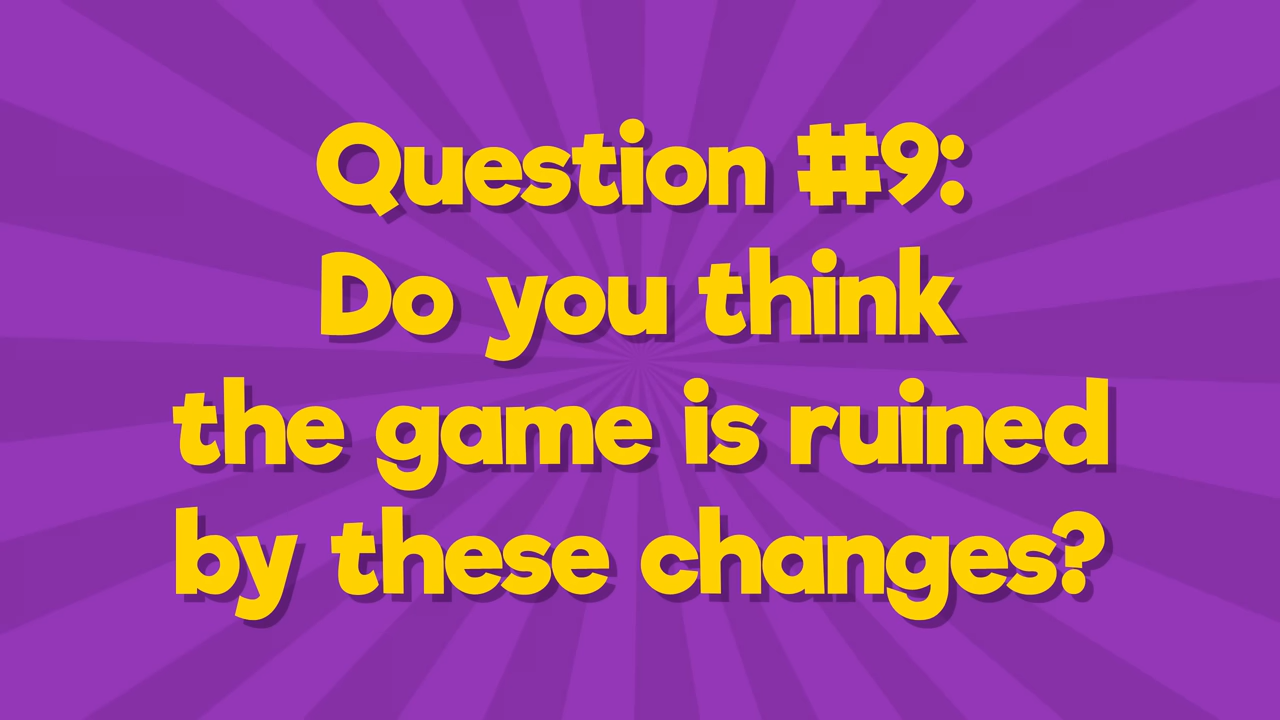 Question #9:
Do you think
the game is ruined
by these changes?